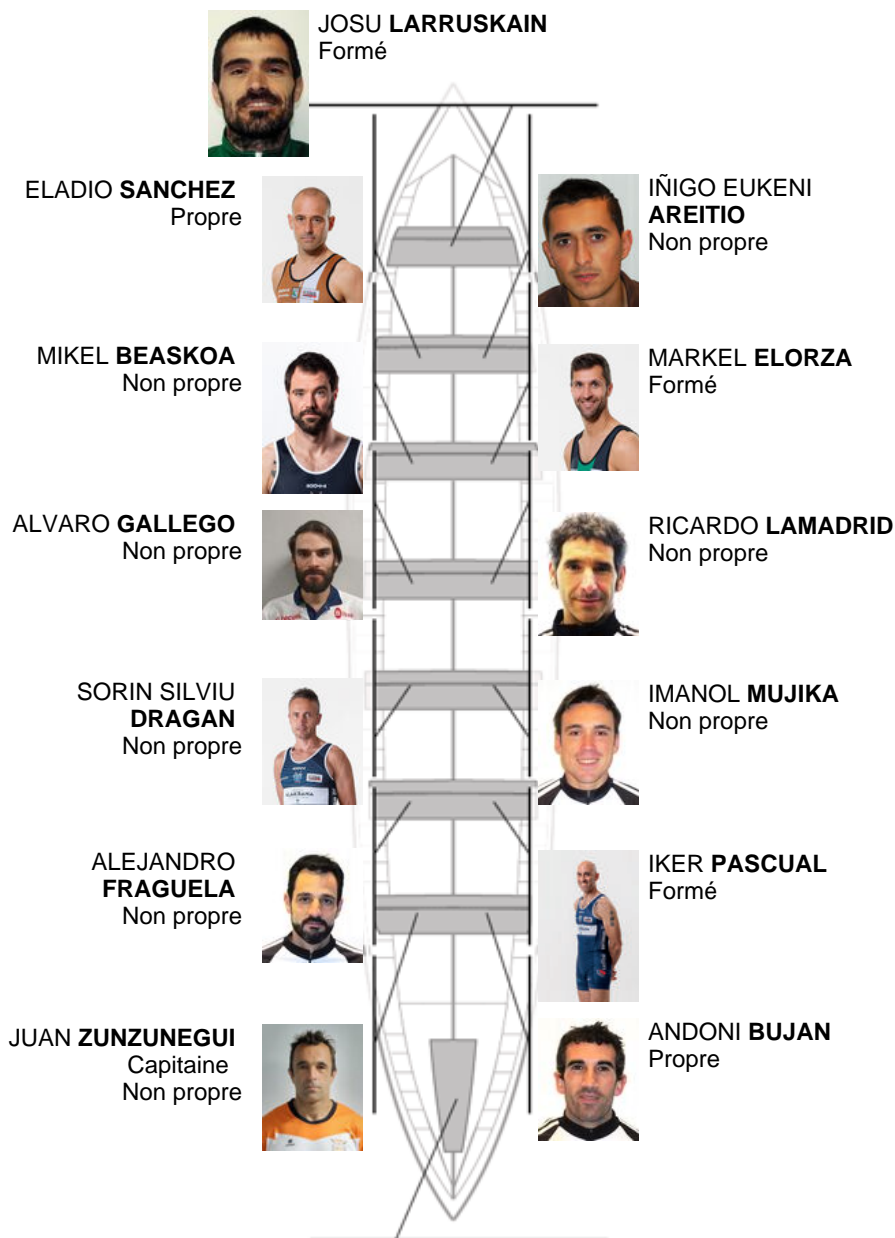 JOSU LARRUSKAIN
Formé
ELADIO SANCHEZ
Propre
IÑIGO EUKENI
AREITIO
Non propre
MIKEL BEASKOA
Non propre
MARKEL ELORZA
Formé
ALVARO GALLEGO
Non propre
RICARDO LAMADRID
Non propre
SORIN SILVIU
DRAGAN
Non propre
IMANOL MUJIKA
Non propre
ALEJANDRO
FRAGUELA
Non propre
IKER PASCUAL
Formé
JUAN ZUNZUNEGUI
Capitaine
Non propre
ANDONI BUJAN
Propre